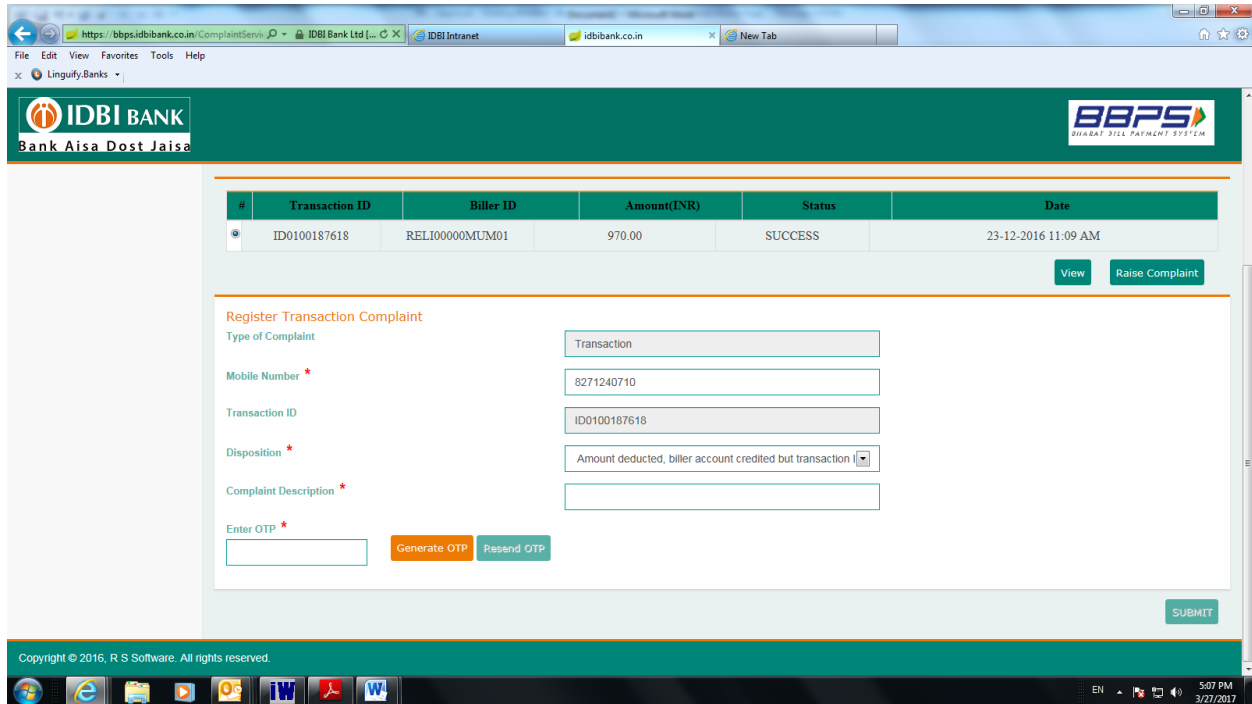 https://bbps.idbibank.co.in/ComplaintServic IDBI Bank Ltd [... IDBI Intranet idbibank.co.in New Tab
File Edit View Favorites Tools Help
x Linguify.Banks
IDBI BANK
Bank Aisa Dost Jaisa
BBPS
BHARAT BILL PAYMENT SYSTEM
# Transaction ID Biller ID Amount(INR) Status Date
ID0100187618 RELI00000MUM01 970.00 SUCCESS 23-12-2016 11:09 AM
View Raise Complaint
Register Transaction Complaint
Type of Complaint Transaction
Mobile Number * 8271240710
Transaction ID ID0100187618
Disposition * Amount deducted, biller account credited but transaction
Complaint Description *
Enter OTP *
Generate OTP Resend OTP
SUBMIT
Copyright © 2016, R S Software. All rights reserved.
EN 5:07 PM
3/27/2017